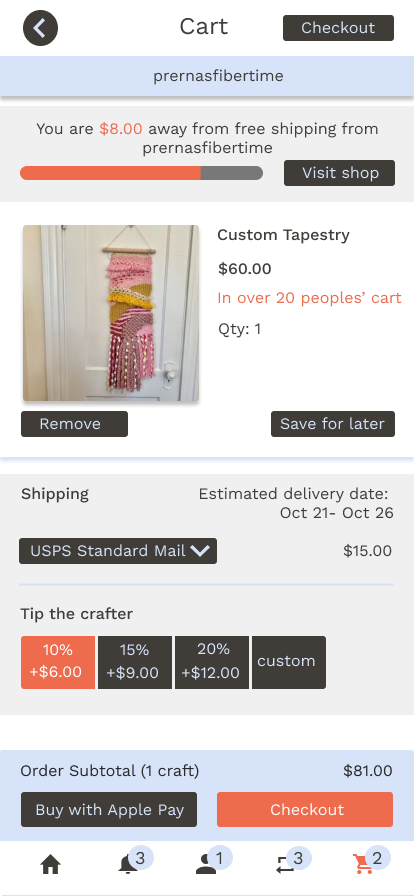 Cart
Checkout
prernasfibertime
You are $8.00 away from free shipping from
prernasfibertime
Visit shop
Custom Tapestry
$60.00
In over 20 peoples’ cart
Qty: 1
Remove
Save for later
Shipping
Estimated delivery date:
Oct 21- Oct 26
USPS Standard Mail
$15.00
Tip the crafter
10%
+$6.00
15%
+$9.00
20%
+$12.00
custom
Order Subtotal (1 craft)
$81.00
Buy with Apple Pay
Checkout
3
1
3
2